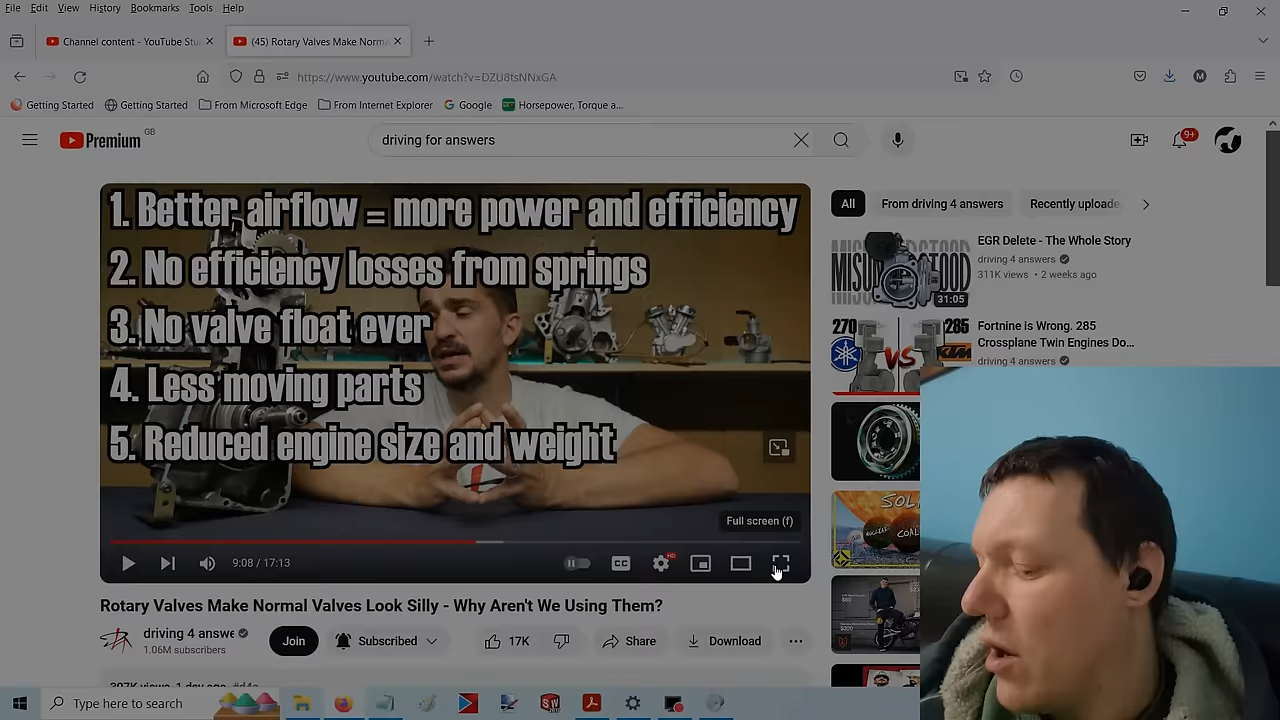 File Edit View History Bookmarks Tools Help
Channel content - YouTube Stu
(45) Rotary Valves Make Norma
https://www.youtube.com/watch?v=DZU8tsNNxGA
Getting Started Getting Started From Microsoft Edge From Internet Explorer Google Horsepower, Torque a...
Premium GB
driving for answers
9+
1. Better airflow = more power and efficiency
2. No efficiency losses from springs
3. No valve float ever
4. Less moving parts
5. Reduced engine size and weight
Full screen (f)
9:08 / 17:13
CC
HD
Rotary Valves Make Normal Valves Look Silly - Why Aren't We Using Them?
driving 4 answe
1.06M subscribers
Join
Subscribed
17K
Share
Download
All
From driving 4 answers
Recently uploade
MISUNDERSTOOD
31:05
EGR Delete - The Whole Story
driving 4 answers
311K views • 2 weeks ago
270
285
VS
KTM
Fortnine is Wrong. 285
Crossplane Twin Engines Do...
driving 4 answers
Type here to search